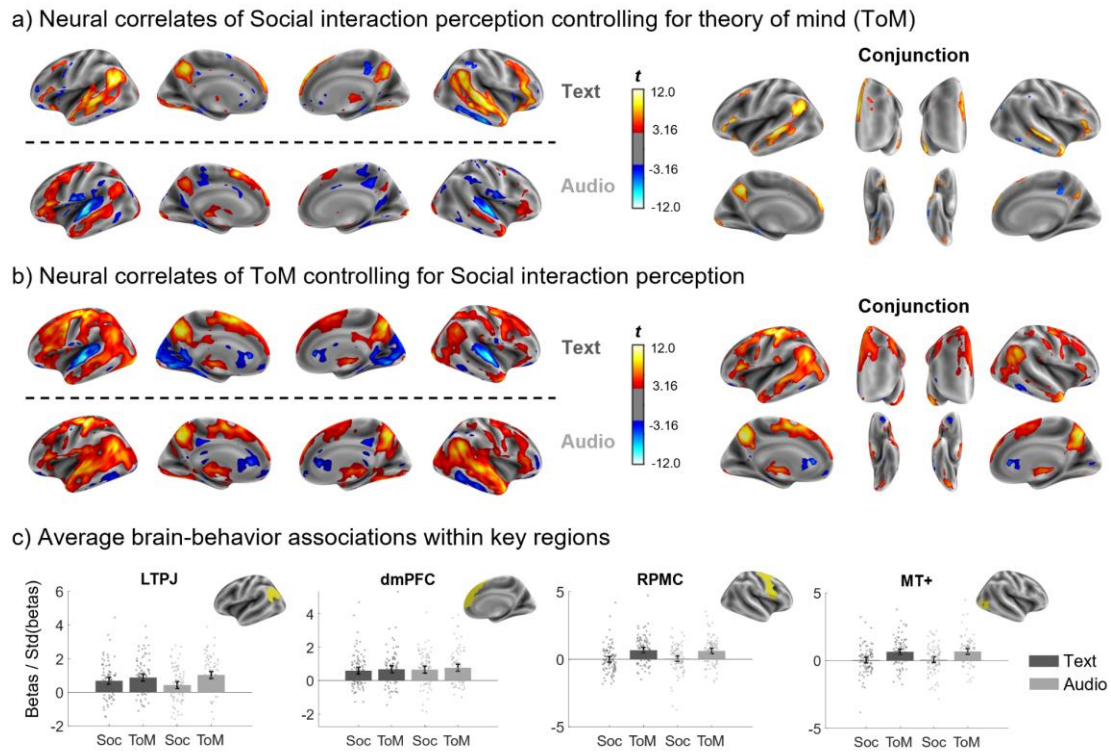 a) Neural correlates of Social interaction perception controlling for theory of mind (ToM)
Text
Audio
t
12.0
3.16
-3.16
-12.0
Conjunction
b) Neural correlates of ToM controlling for Social interaction perception
Text
Audio
t
12.0
3.16
-3.16
-12.0
Conjunction
c) Average brain-behavior associations within key regions
LTPJ
dmPFC
RPMC
MT+
Betas / Std(betas)
6
4
2
0
-2
Soc ToM Soc ToM
4
2
0
-2
Soc ToM Soc ToM
5
0
-5
Soc ToM Soc ToM
5
0
-5
Soc ToM Soc ToM
Text
Audio